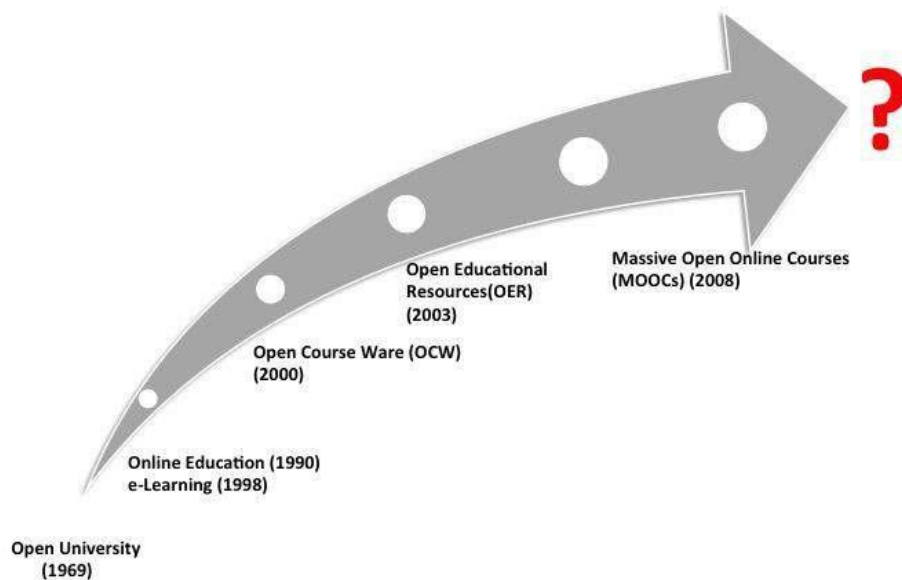 ?
Massive Open Online Courses
(MOOCs) (2008)
Open Educational
Resources(OER)
(2003)
Open Course Ware (OCW)
(2000)
Online Education (1990)
e-Learning (1998)
Open University
(1969)